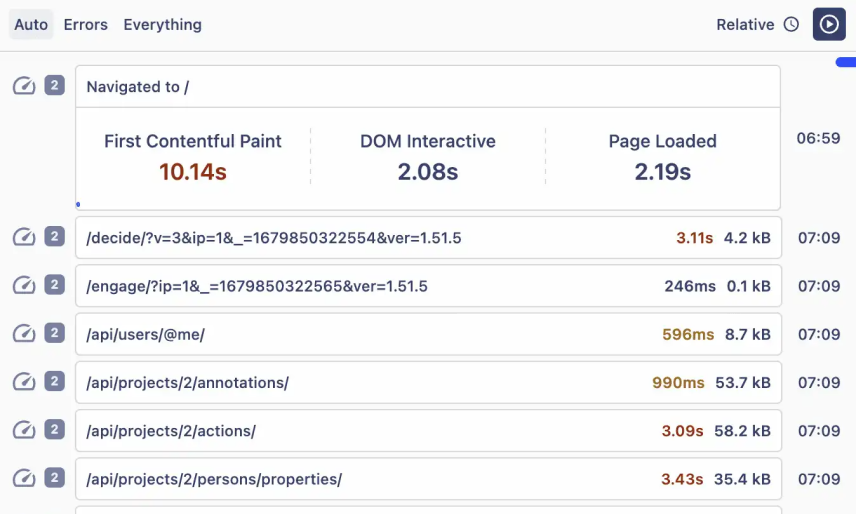 Auto Errors Everything Relative
2 Navigated to /
First Contentful Paint DOM Interactive Page Loaded
10.14s 2.08s 2.19s
06:59
2 /decide/?v=3&ip=1&_=1679850322554&ver=1.51.5 3.11s 4.2 kB 07:09
2 /engage/?ip=1&_=1679850322565&ver=1.51.5 246ms 0.1 kB 07:09
2 /api/users/@me/ 596ms 8.7 kB 07:09
2 /api/projects/2/annotations/ 990ms 53.7 kB 07:09
2 /api/projects/2/actions/ 3.09s 58.2 kB 07:09
2 /api/projects/2/persons/properties/ 3.43s 35.4 kB 07:09